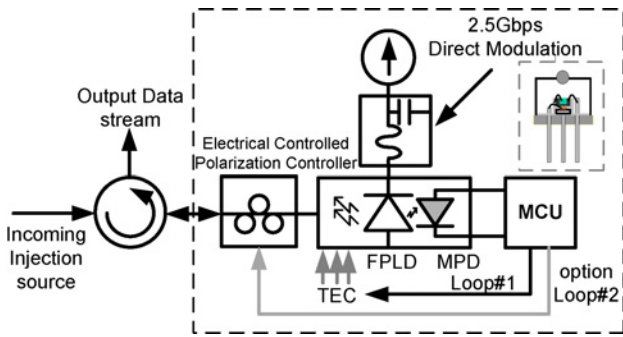 2.5Gbps
Direct Modulation
Output Data
stream
Electrical Controlled
Polarization Controller
MCU
Incoming
Injection
source
FPLD
MPD
TEC
Loop#1
option
Loop#2